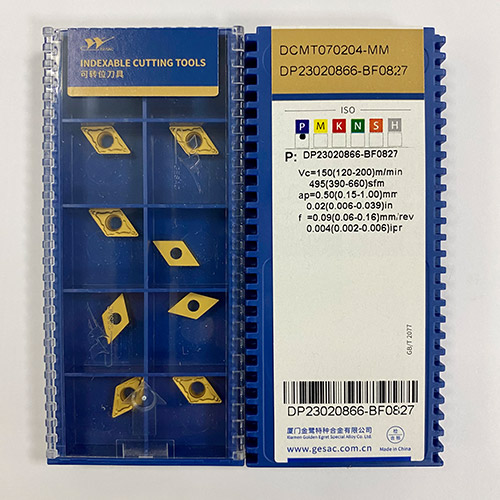 GESAC
INDEXABLE CUTTING TOOLS
可转位刀具
DCMT070204-MM
DP23020866-BF0827
ISO
P M K N S H
P: DP23020866-BF0827
Vc=150(120-200)m/min
495(390-660)sfm
ap=0.50(0.15-1.00)mm
0.02(0.006-0.039)in
f =0.09(0.06-0.16)mm/rev
0.004(0.002-0.006)ipr
GB/T 2077
DP23020866-BF0827
厦门金鹭特种合金有限公司
Xiamen Golden Egret Special Alloy Co. Ltd.
www.gesac.com.cn
Made in China